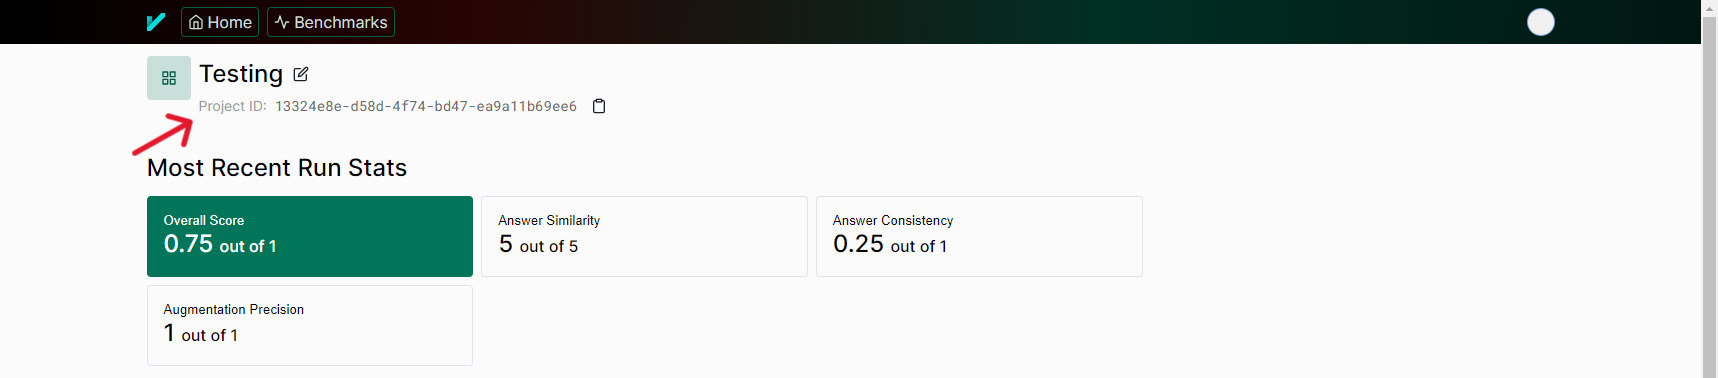 Home Benchmarks
Testing
Project ID: 13324e8e-d58d-4f74-bd47-ea9a11b69ee6
Most Recent Run Stats
Overall Score
0.75 out of 1
Answer Similarity
5 out of 5
Answer Consistency
0.25 out of 1
Augmentation Precision
1 out of 1